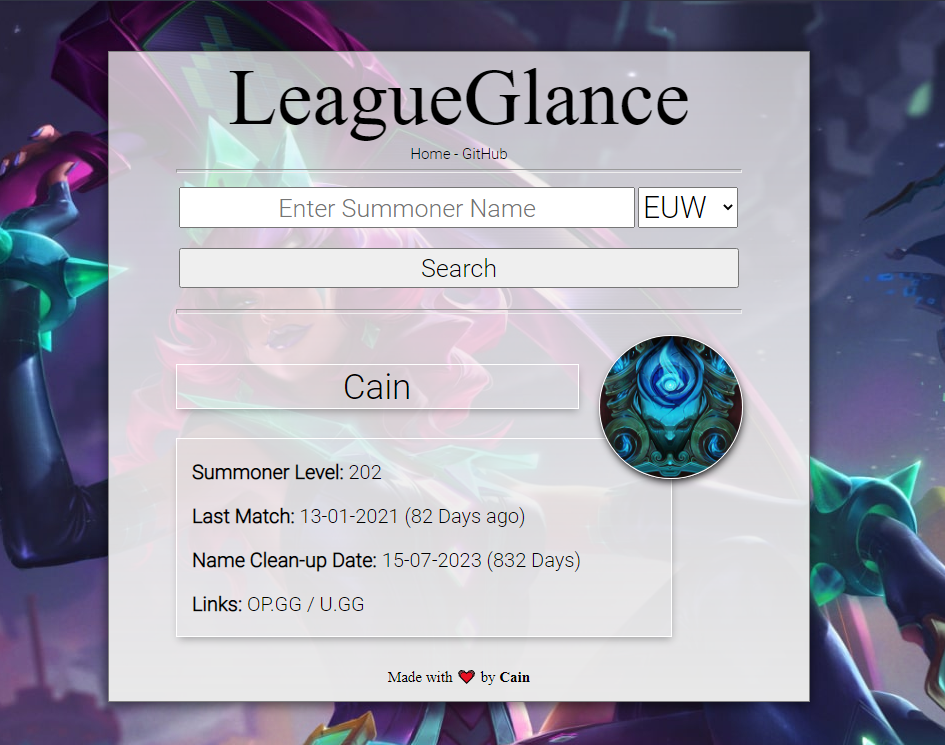 LeagueGlance
Home - GitHub
Enter Summoner Name EUW
Search
Cain
Summoner Level: 202
Last Match: 13-01-2021 (82 Days ago)
Name Clean-up Date: 15-07-2023 (832 Days)
Links: OP.GG / U.GG
Made with ❤ by Cain